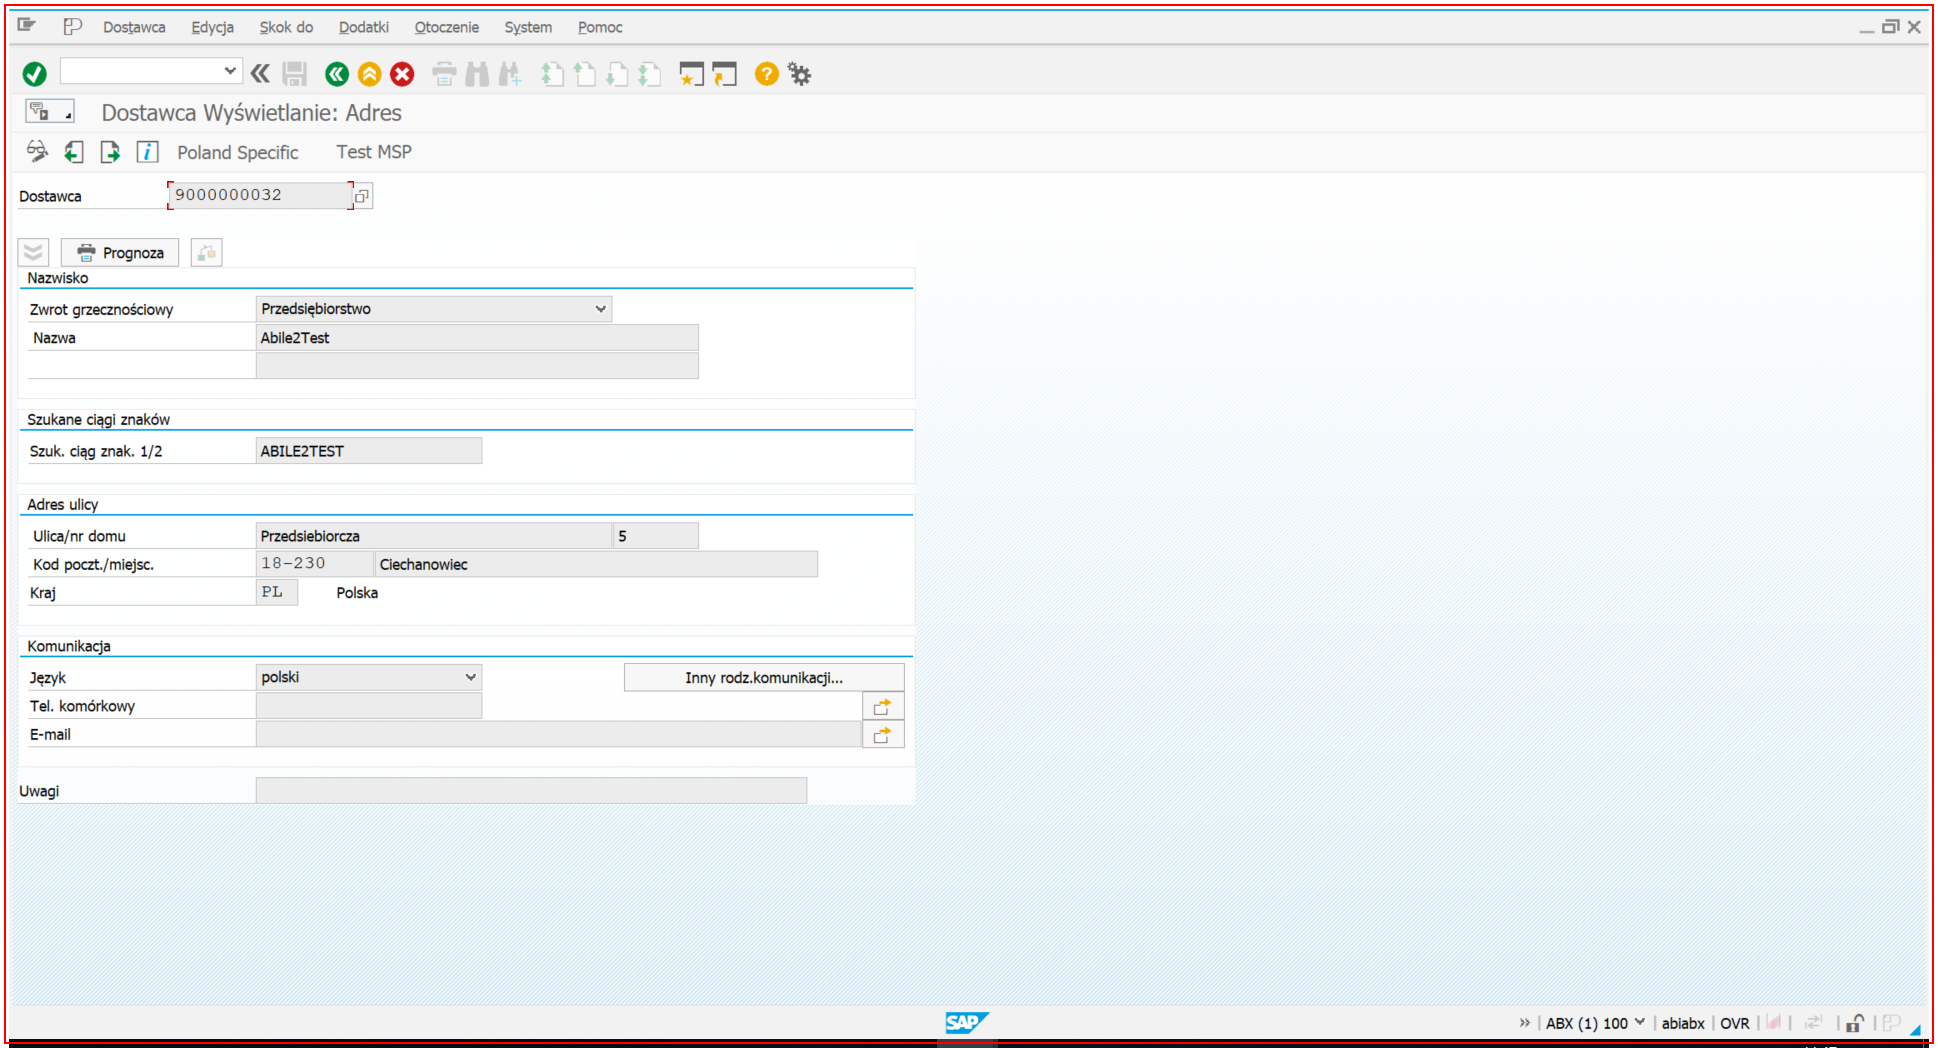 Dostawca Edycja Skok do Dodatki Otoczenie System Pomoc
Dostawca Wyświetlanie: Adres
Poland Specific Test MSP
Dostawca 9000000032
Prognoza
Nazwisko
Zwrot grzecznościowy Przedsiębiorstwo
Nazwa Abile2Test
Szukane ciągi znaków
Szuk. ciąg znak. 1/2 ABILE2TEST
Adres ulicy
Ulica/nr domu Przedsiebiorcza 5
Kod poczt./miejsc. 18-230 Ciechanowiec
Kraj PL Polska
Komunikacja
Język polski Inny rodz.komunikacji...
Tel. komórkowy
E-mail
Uwagi
SAP ABX (1) 100 abiabx OVR